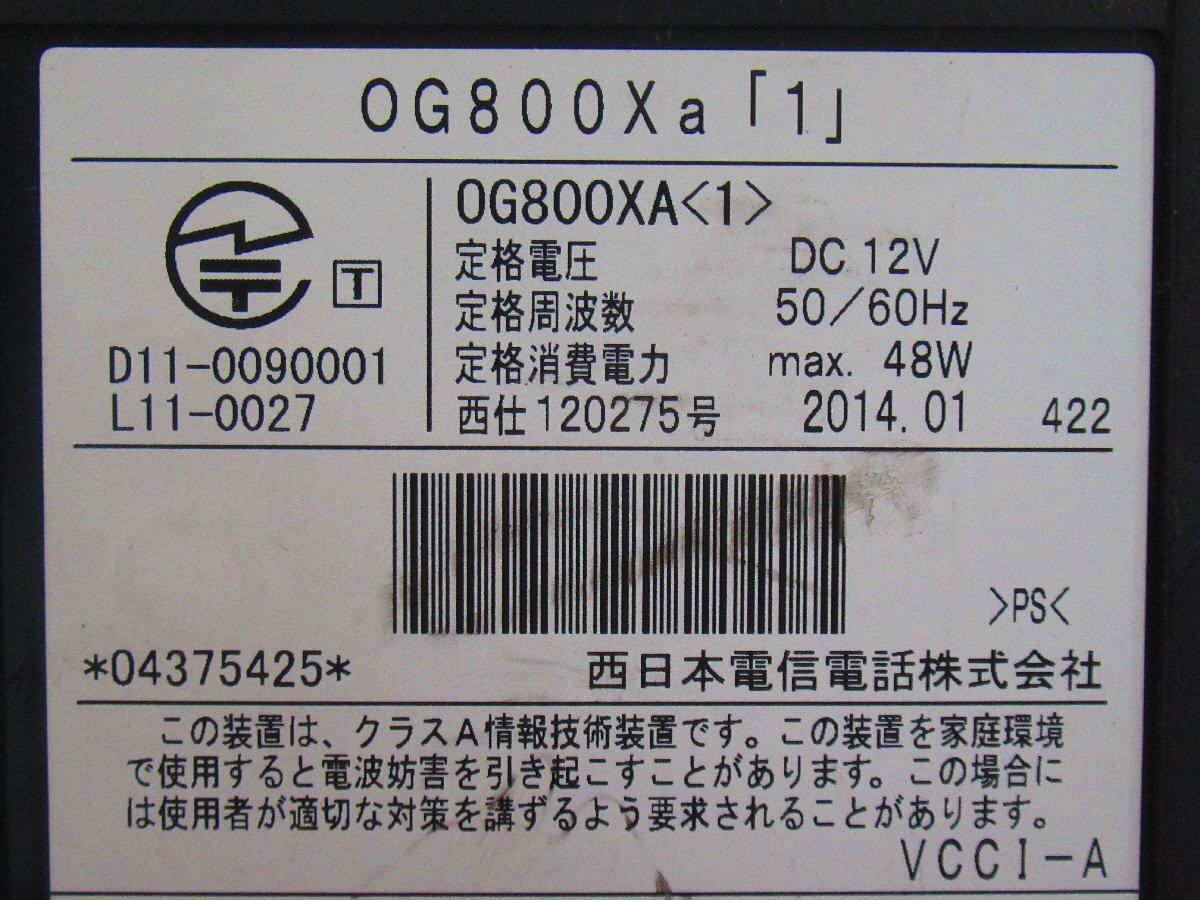 OG800Xa「1」
T
D11-0090001
L11-0027
OG800XA<1>
定格電圧 DC 12V
定格周波数 50/60Hz
定格消費電力 max. 48W
西仕120275号 2014.01 422
>PS<
*04375425* 西日本電信電話株式会社
この装置は、クラスA情報技術装置です。この装置を家庭環境
で使用すると電波妨害を引き起こすことがあります。この場合に
は使用者が適切な対策を講ずるよう要求されることがあります。
VCCI-A